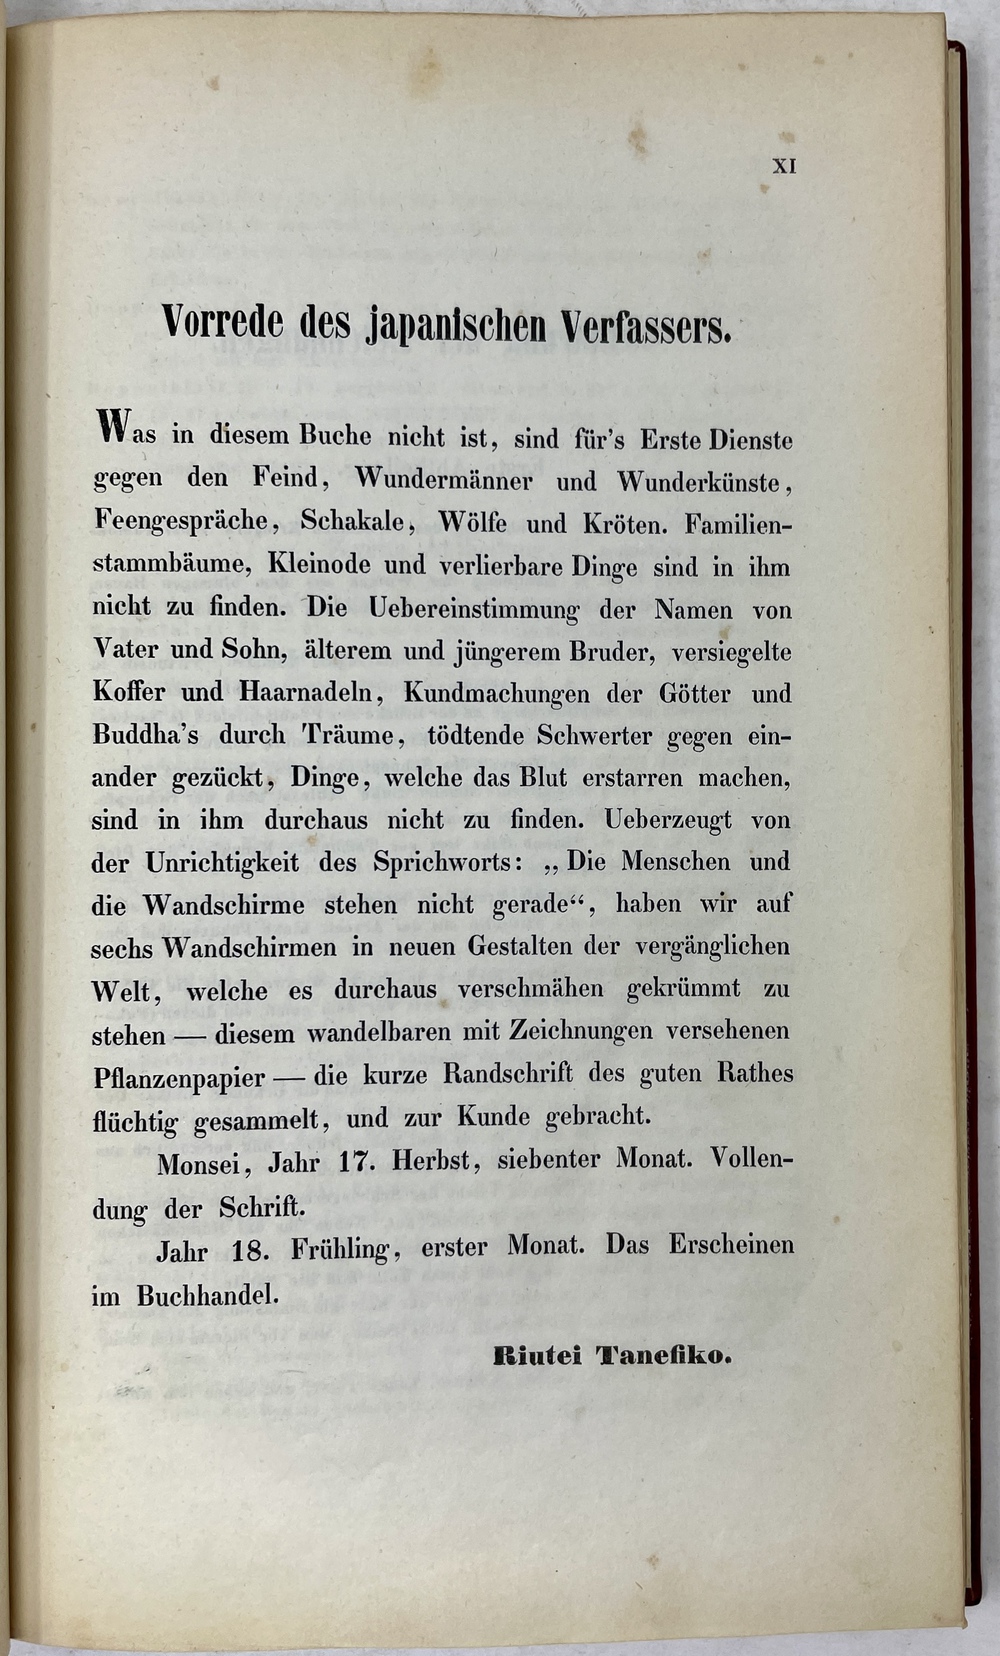 XI
Vorrede des japanischen Verfassers.
Was in diesem Buche nicht ist, sind für's Erste Dienste
gegen den Feind, Wundermänner und Wunderkünste,
Feengespräche, Schakale, Wölfe und Kröten. Familien-
stammbäume, Kleinode und verlierbare Dinge sind in ihm
nicht zu finden. Die Uebereinstimmung der Namen von
Vater und Sohn, älterem und jüngerem Bruder, versiegelte
Koffer und Haarnadeln, Kundmachungen der Götter und
Buddha's durch Träume, tödtende Schwerter gegen ein-
ander gezückt, Dinge, welche das Blut erstarren machen,
sind in ihm durchaus nicht zu finden. Ueberzeugt von
der Unrichtigkeit des Sprichworts: „Die Menschen und
die Wandschirme stehen nicht gerade“, haben wir auf
sechs Wandschirmen in neuen Gestalten der vergänglichen
Welt, welche es durchaus verschmähen gekrümmt zu
stehen — diesem wandelbaren mit Zeichnungen versehenen
Pflanzenpapier — die kurze Randschrift des guten Rathes
flüchtig gesammelt, und zur Kunde gebracht.
Monsei, Jahr 17. Herbst, siebenter Monat. Vollen-
dung der Schrift.
Jahr 18. Frühling, erster Monat. Das Erscheinen
im Buchhandel.
Riutei Tanefiko.